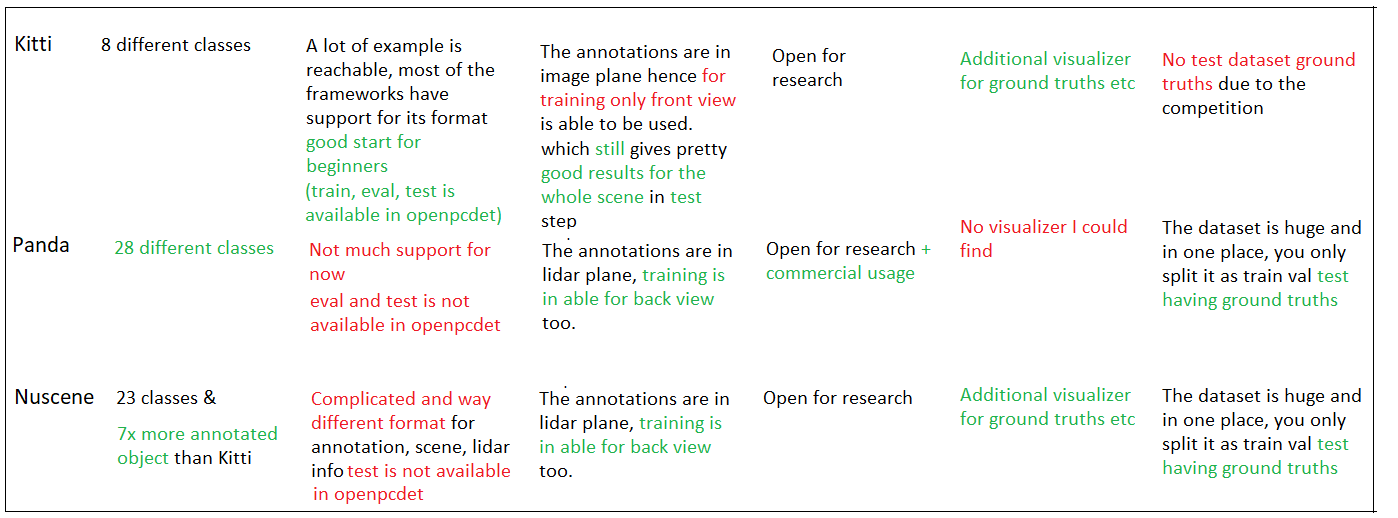 Kitti
8 different classes
A lot of example is
reachable, most of the
frameworks have
support for its format
good start for
beginners
(train, eval, test is
available in openpcdet)
The annotations are in
image plane hence for
training only front view
is able to be used.
which still gives pretty
good results for the
whole scene in test
step
Open for
research
Additional visualizer
for ground truths etc
No test dataset ground
truths due to the
competition
Panda
28 different classes
Not much support for
now
eval and test is not
available in openpcdet
The annotations are in
lidar plane, training is
in able for back view
too.
Open for research +
commercial usage
No visualizer I could
find
The dataset is huge and
in one place, you only
split it as train val test
having ground truths
Nuscene
23 classes &
7x more annotated
object than Kitti
Complicated and way
different format for
annotation, scene, lidar
info test is not available
in openpcdet
The annotations are in
lidar plane, training is
in able for back view
too.
Open for research
Additional visualizer
for ground truths etc
The dataset is huge and
in one place, you only
split it as train val test
having ground truths